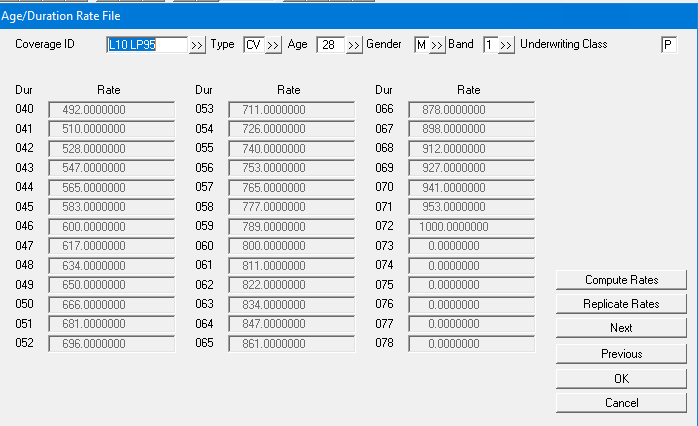 Age/Duration Rate File
Coverage ID L10 LP95 >> Type CV >> Age 28 >> Gender M >> Band 1 >> Underwriting Class P
Dur Rate Dur Rate Dur Rate
040 492.0000000 053 711.0000000 066 878.0000000
041 510.0000000 054 726.0000000 067 898.0000000
042 528.0000000 055 740.0000000 068 912.0000000
043 547.0000000 056 753.0000000 069 927.0000000
044 565.0000000 057 765.0000000 070 941.0000000
045 583.0000000 058 777.0000000 071 953.0000000
046 600.0000000 059 789.0000000 072 1000.0000000
047 617.0000000 060 800.0000000 073 0.0000000
048 634.0000000 061 811.0000000 074 0.0000000
049 650.0000000 062 822.0000000 075 0.0000000
050 666.0000000 063 834.0000000 076 0.0000000
051 681.0000000 064 847.0000000 077 0.0000000
052 696.0000000 065 861.0000000 078 0.0000000
Compute Rates
Replicate Rates
Next
Previous
OK
Cancel